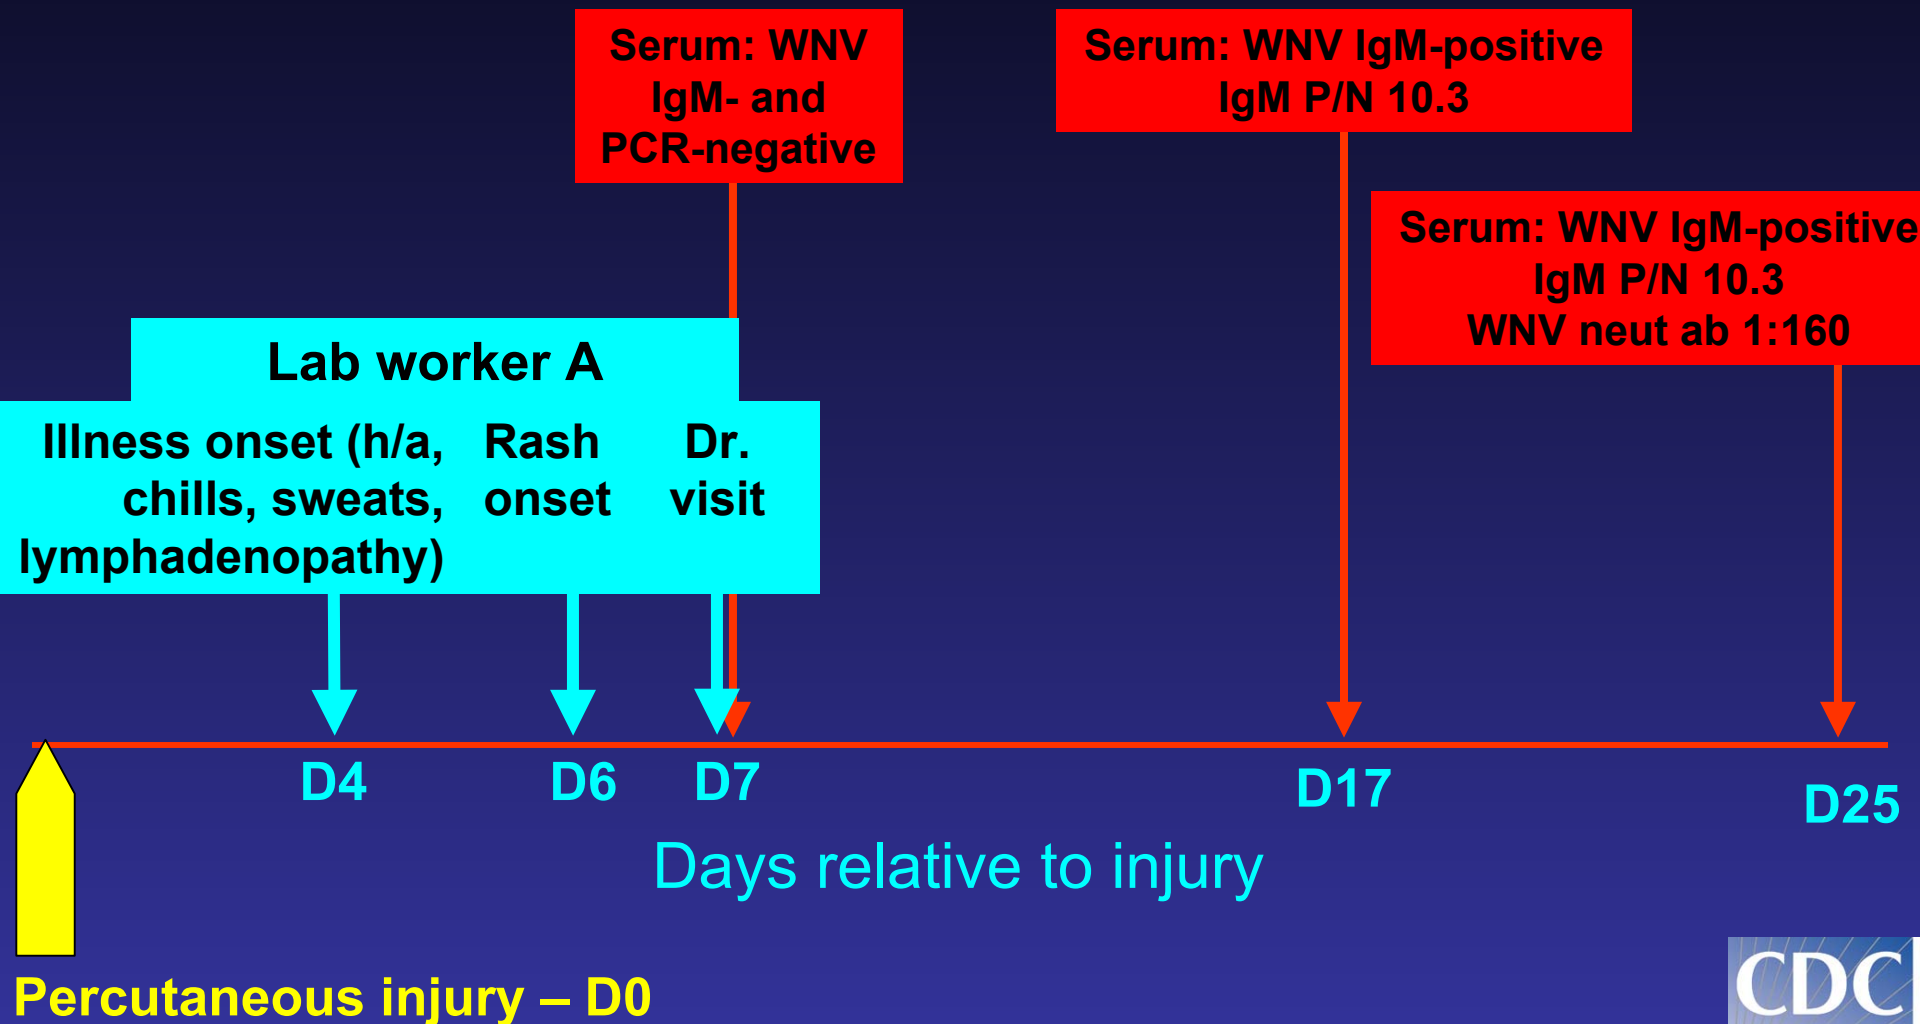 Serum: WNV
IgM- and
PCR-negative
Serum: WNV IgM-positive
IgM P/N 10.3
Serum: WNV IgM-positive
IgM P/N 10.3
WNV neut ab 1:160
Lab worker A
Illness onset (h/a,
chills, sweats,
lymphadenopathy)
Rash
onset
Dr.
visit
D4
D6
D7
D17
D25
Days relative to injury
Percutaneous injury – D0
CDC